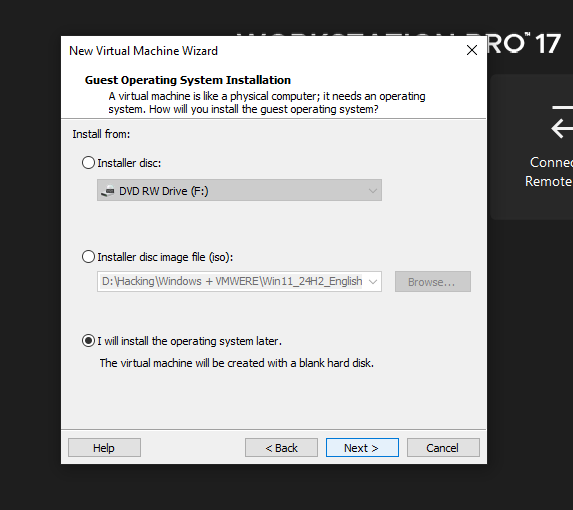 WORKSTATION PRO™ 17
New Virtual Machine Wizard
Guest Operating System Installation
A virtual machine is like a physical computer; it needs an operating
system. How will you install the guest operating system?
Install from:
Installer disc:
DVD RW Drive (F:)
Installer disc image file (iso):
D:\Hacking\Windows + VMWERE\Win11_24H2_English
Browse...
I will install the operating system later.
The virtual machine will be created with a blank hard disk.
Help
< Back
Next >
Cancel
Connec
Remote